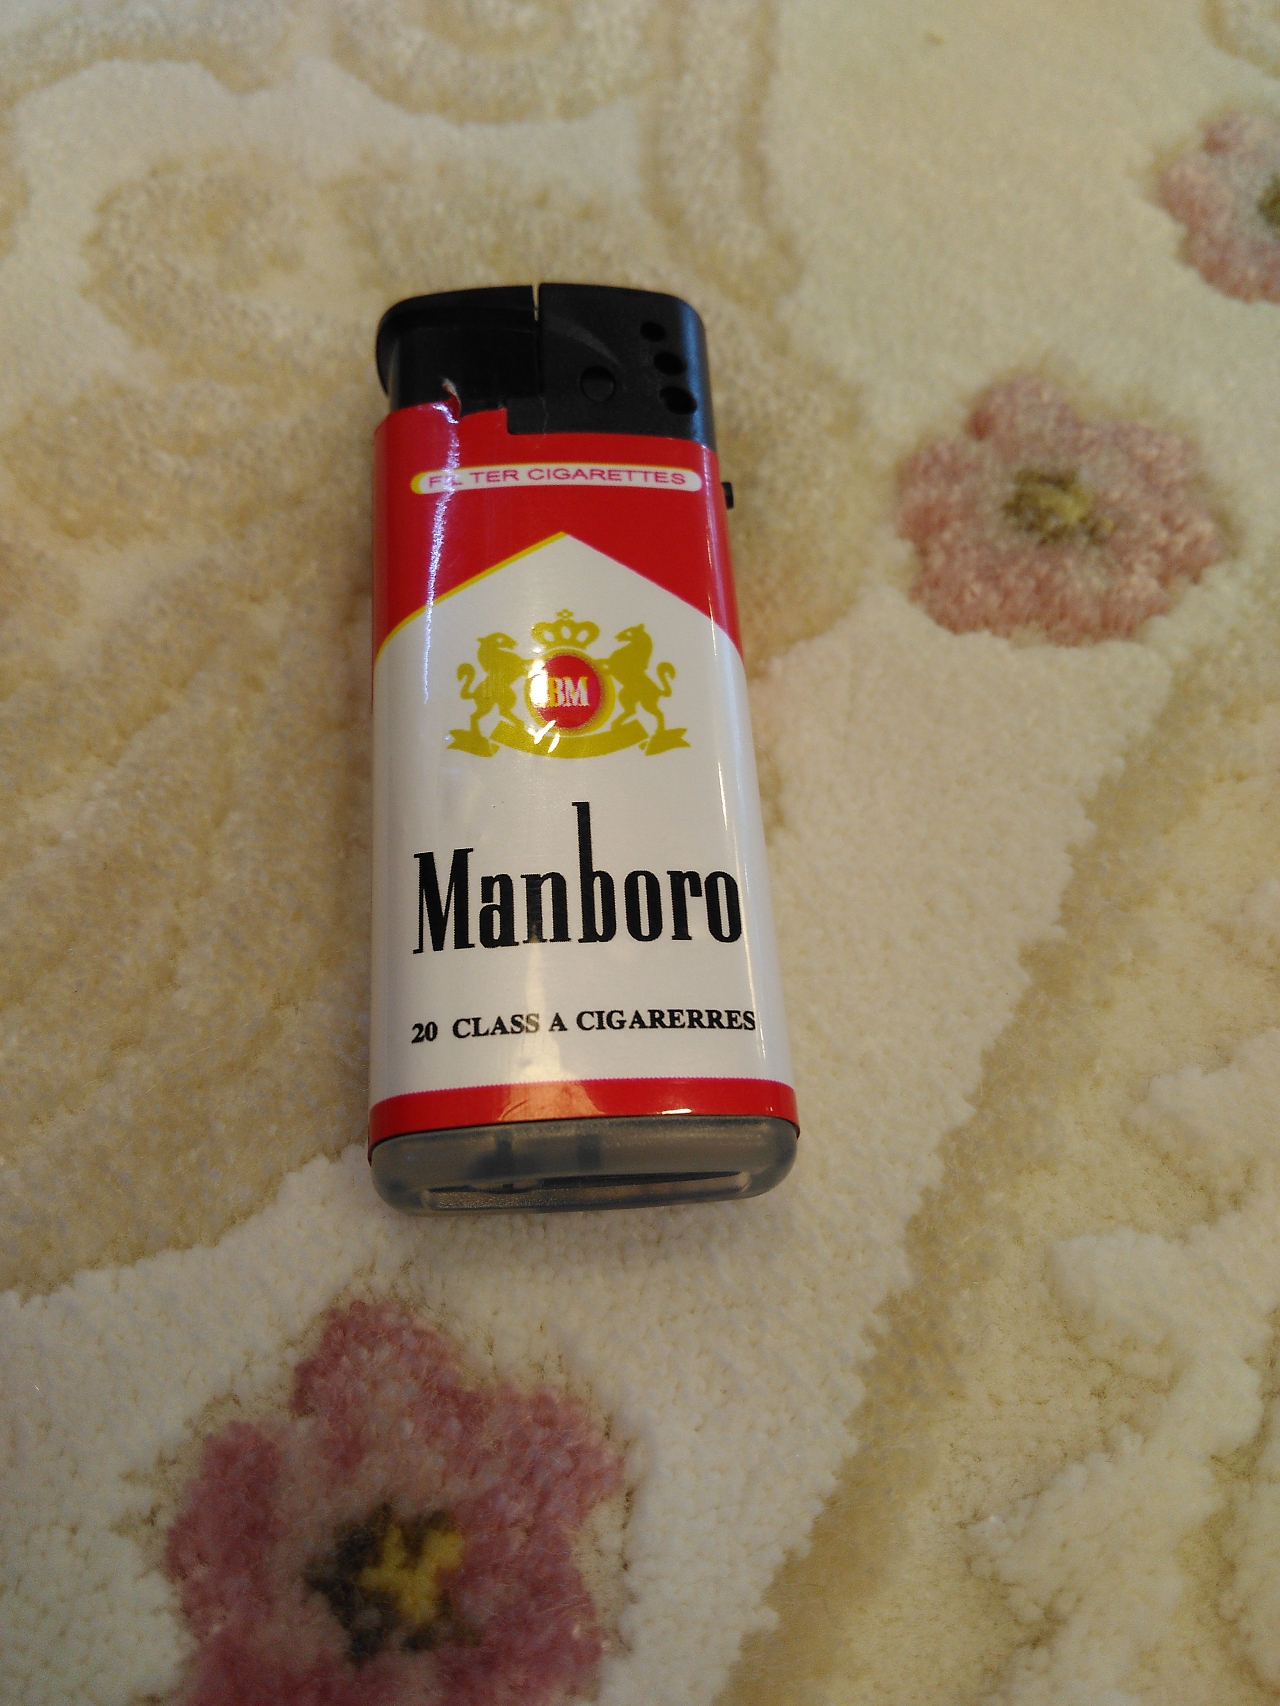 FIL TER CIGARETTES
BM
Manboro
20 CLASS A CIGARERRES